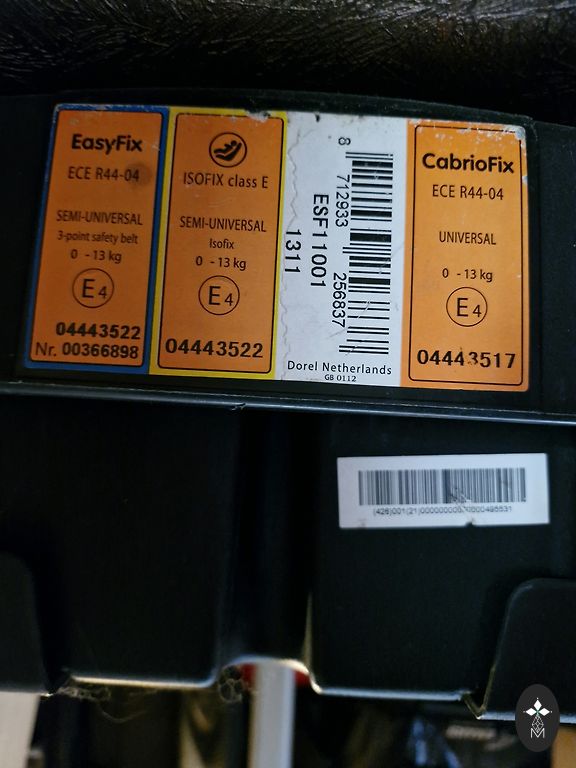 EasyFix
ECE R44-04
SEMI-UNIVERSAL
3-point safety belt
0 - 13 kg
E4
04443522
Nr. 00366898
ISOFIX class E
SEMI-UNIVERSAL
Isofix
0 - 13 kg
E4
04443522
8 712933 256837
ESF11001
1311
Dorel Netherlands
GB 0112
CabrioFix
ECE R44-04
UNIVERSAL
0 - 13 kg
E4
04443517
M